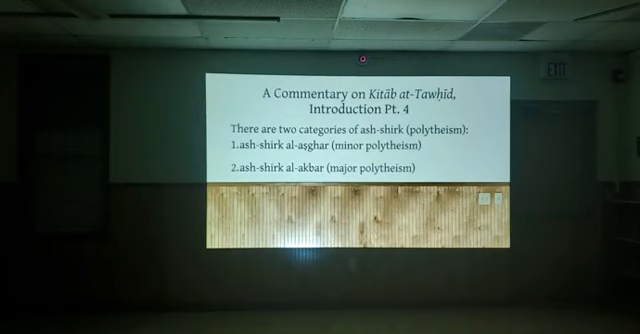 A Commentary on Kitāb at-Tawḥīd,
Introduction Pt. 4
There are two categories of ash-shirk (polytheism):
1.ash-shirk al-aṣghar (minor polytheism)
2.ash-shirk al-akbar (major polytheism)
EXIT